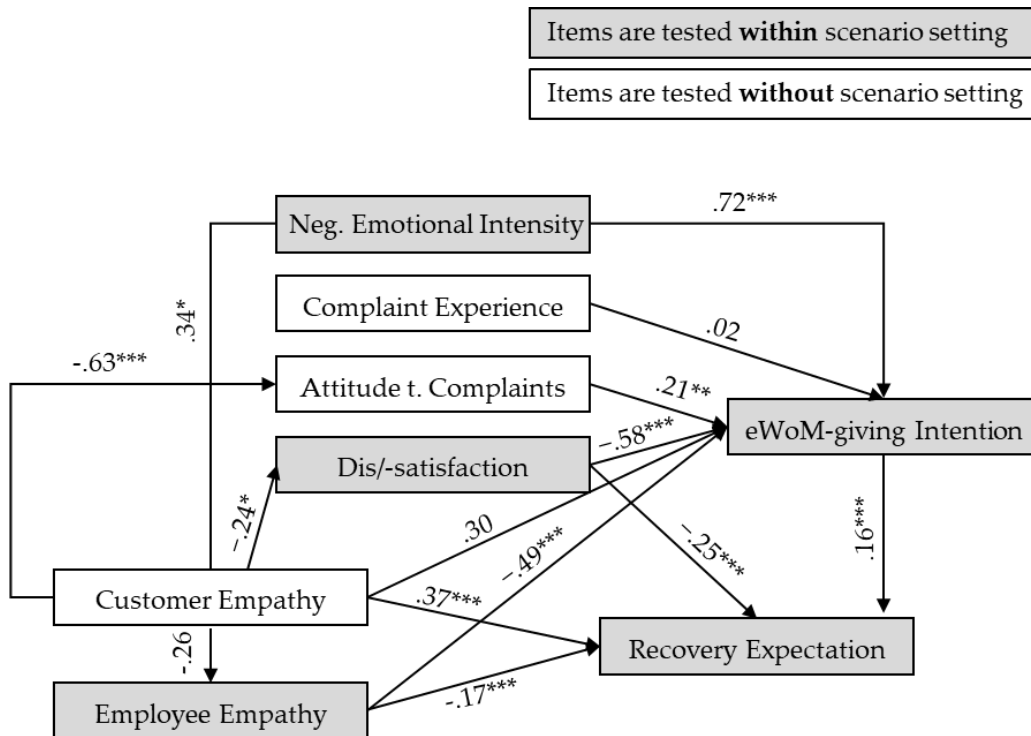 Items are tested within scenario setting
Items are tested without scenario setting
Neg. Emotional Intensity
.72***
Complaint Experience
.34*
.02
-.63***
Attitude t. Complaints
.21**
eWoM-giving Intention
−.58***
Dis/-satisfaction
−.24*
.30
−.49***
−.25***
.16***
Customer Empathy
.37***
-.26
Recovery Expectation
-.17***
Employee Empathy